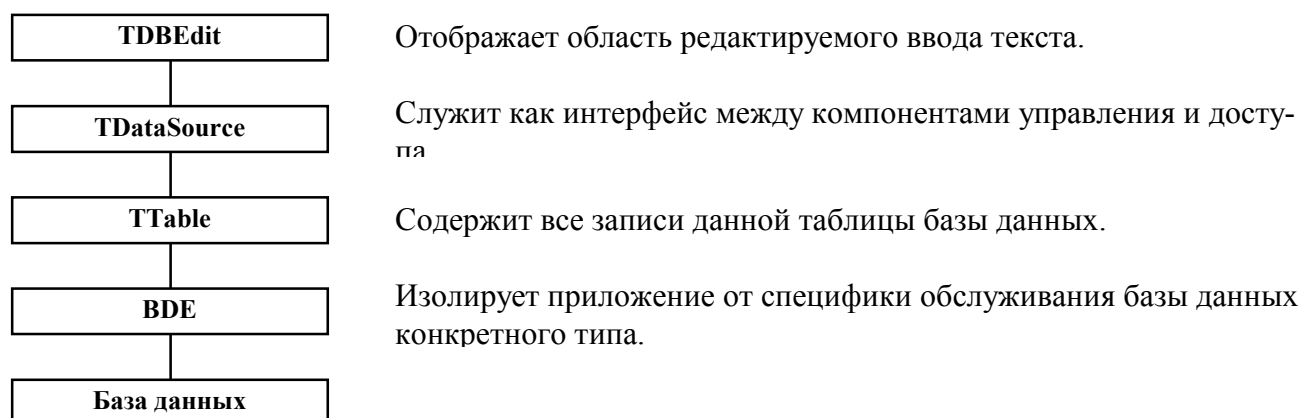 TDBEdit
Отображает область редактируемого ввода текста.
TDataSource
Служит как интерфейс между компонентами управления и досту-
па
TTable
Содержит все записи данной таблицы базы данных.
BDE
Изолирует приложение от специфики обслуживания базы данных
конкретного типа.
База данных